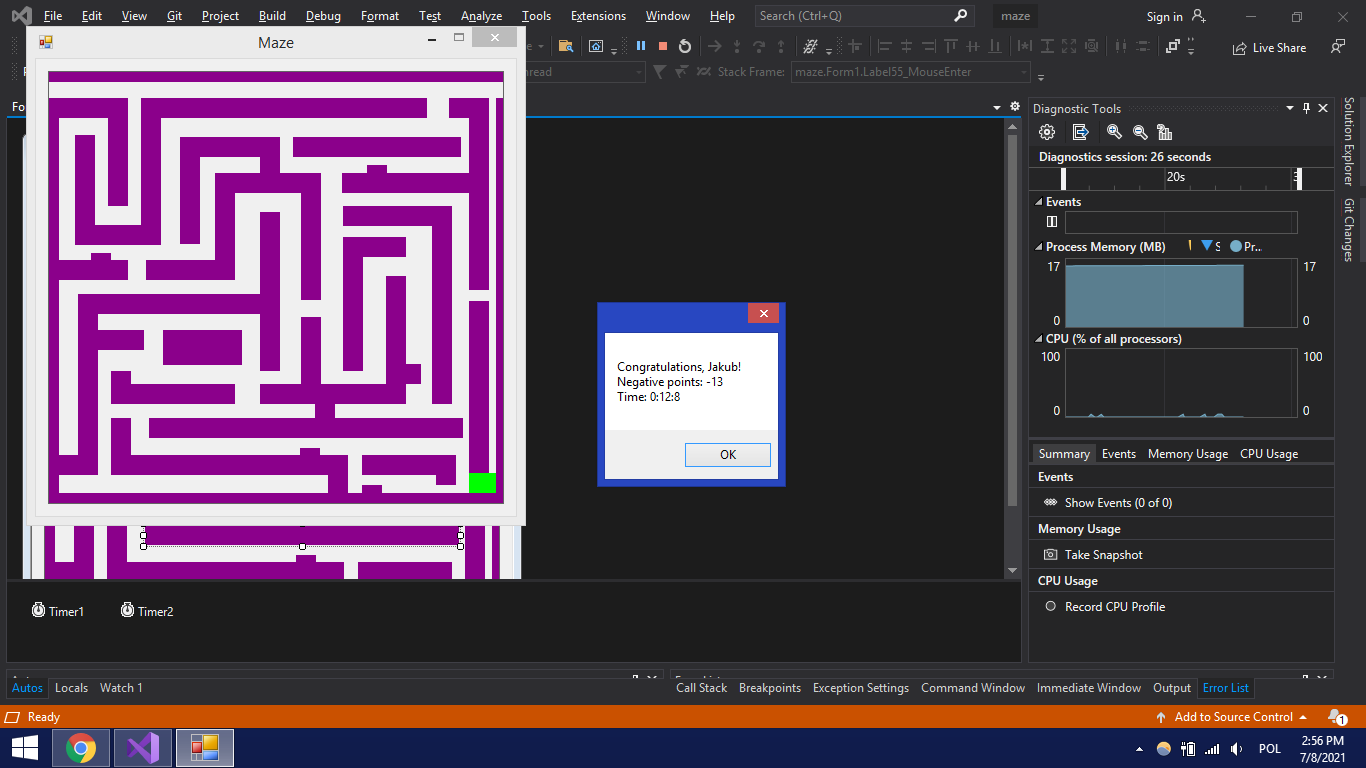 File Edit View Git Project Build Debug Format Test Analyze Tools Extensions Window Help Search (Ctrl+Q) maze Sign in
Maze
Live Share
Stack Frame: maze.Form1.Label55_MouseEnter
Diagnostic Tools
Diagnostics session: 26 seconds
20s
Events
Process Memory (MB) S Pr...
17 17
0 0
CPU (% of all processors)
100 100
0 0
Summary Events Memory Usage CPU Usage
Events
Show Events (0 of 0)
Memory Usage
Take Snapshot
CPU Usage
Record CPU Profile
Solution Explorer
Git Changes
Congratulations, Jakub!
Negative points: -13
Time: 0:12:8
OK
Timer1 Timer2
Autos Locals Watch 1
Call Stack Breakpoints Exception Settings Command Window Immediate Window Output Error List
Ready
Add to Source Control
1
POL
2:56 PM
7/8/2021